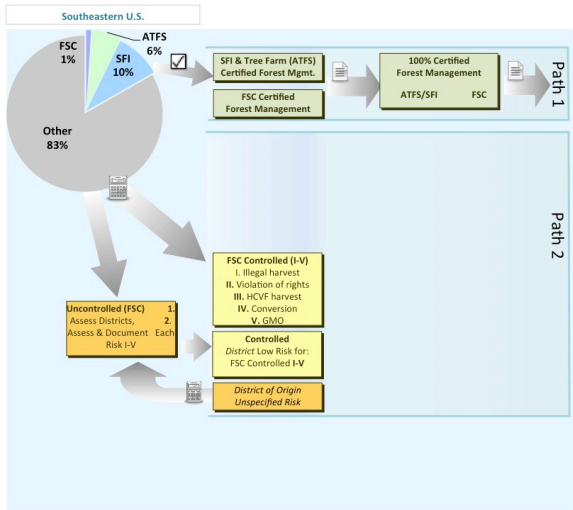 Southeastern U.S.
FSC
1%
ATFS
6%
SFI
10%
Other
83%
SFI & Tree Farm (ATFS)
Certified Forest Mgmt.
FSC Certified
Forest Management
100% Certified
Forest Management
ATFS/SFI FSC
Path 1
Path 2
FSC Controlled (I-V)
I. Illegal harvest
II. Violation of rights
III. HCVF harvest
IV. Conversion
V. GMO
Uncontrolled (FSC) 1.
Assess Districts, 2.
Assess & Document Each
Risk I-V
Controlled
District Low Risk for:
FSC Controlled I-V
District of Origin
Unspecified Risk